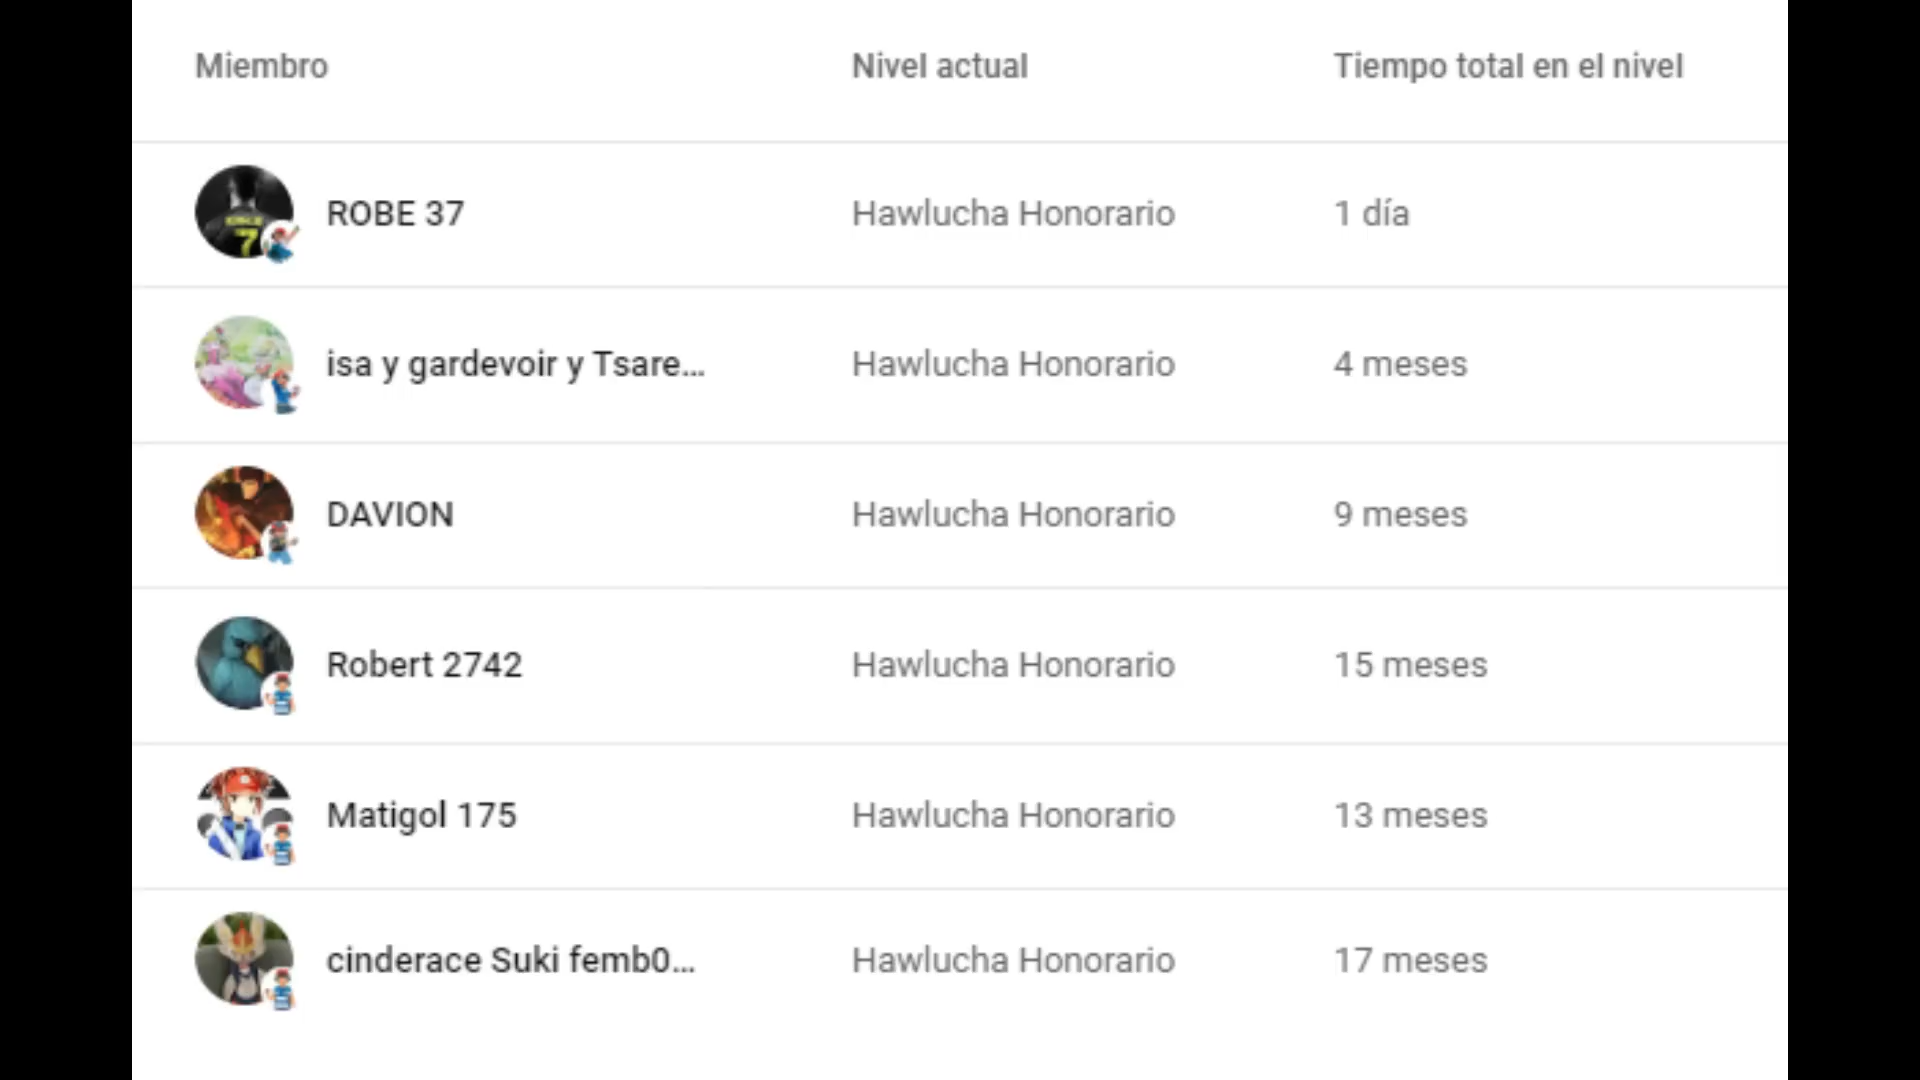 Miembro Nivel actual Tiempo total en el nivel
ROBE 37 Hawlucha Honorario 1 día
isa y gardevoir y Tsare... Hawlucha Honorario 4 meses
DAVION Hawlucha Honorario 9 meses
Robert 2742 Hawlucha Honorario 15 meses
Matigol 175 Hawlucha Honorario 13 meses
cinderace Suki femb0... Hawlucha Honorario 17 meses
7